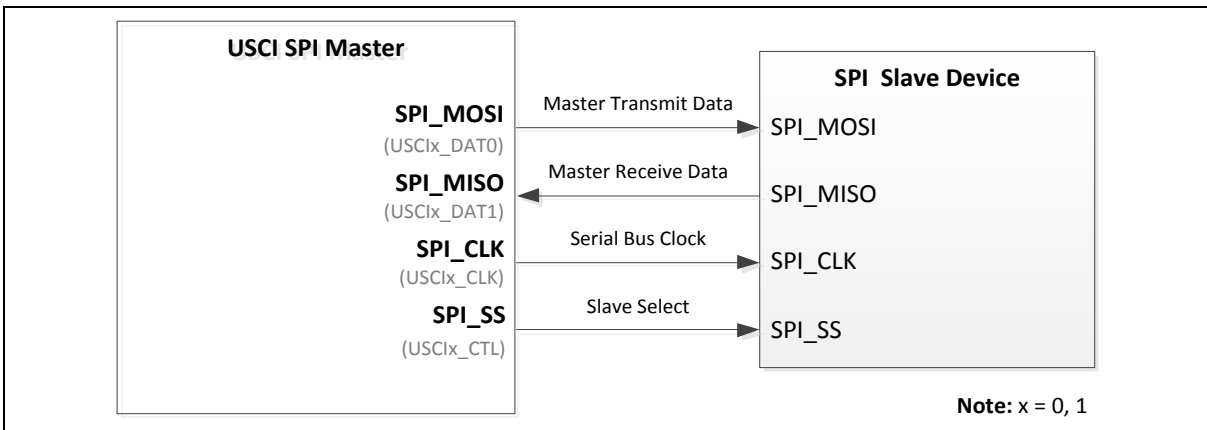 USCI SPI Master
SPI_MOSI
(USCIx_DAT0)
SPI_MISO
(USCIx_DAT1)
SPI_CLK
(USCIx_CLK)
SPI_SS
(USCIx_CTL)
Master Transmit Data
Master Receive Data
Serial Bus Clock
Slave Select
SPI Slave Device
SPI_MOSI
SPI_MISO
SPI_CLK
SPI_SS
Note: x = 0, 1